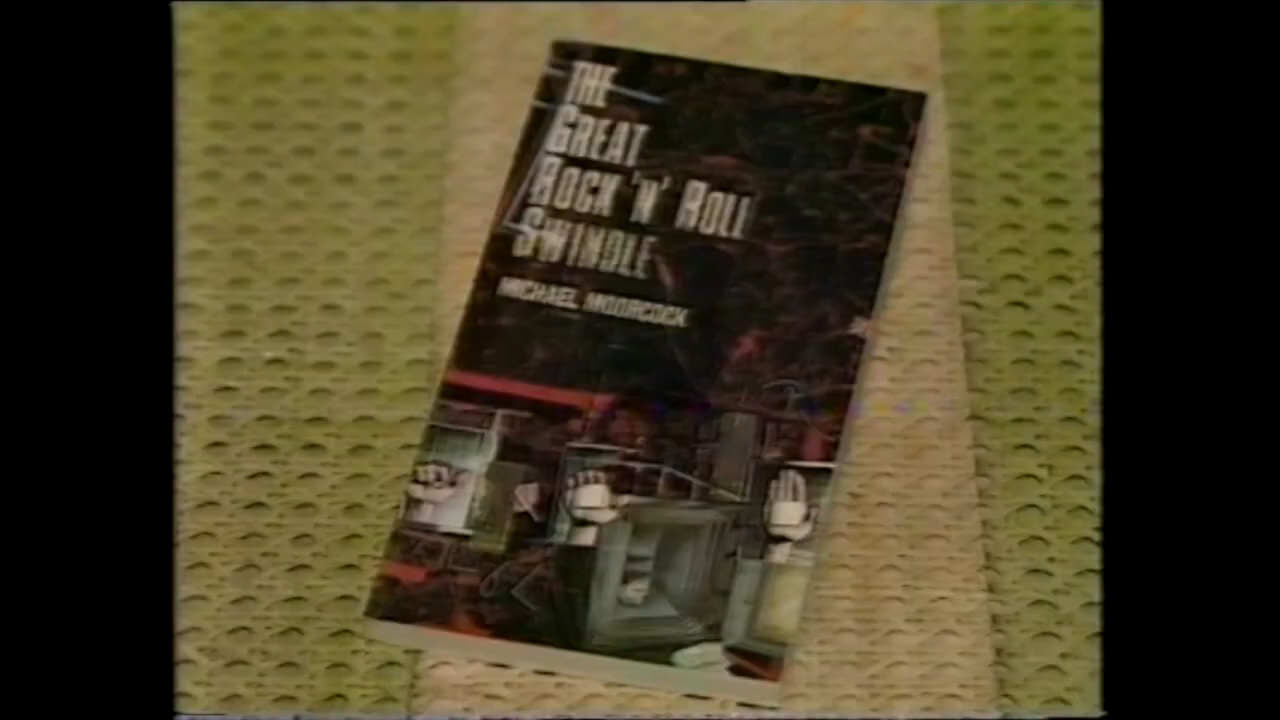 THE
GREAT
ROCK 'N' ROLL
SWINDLE
MICHAEL MOORCOCK